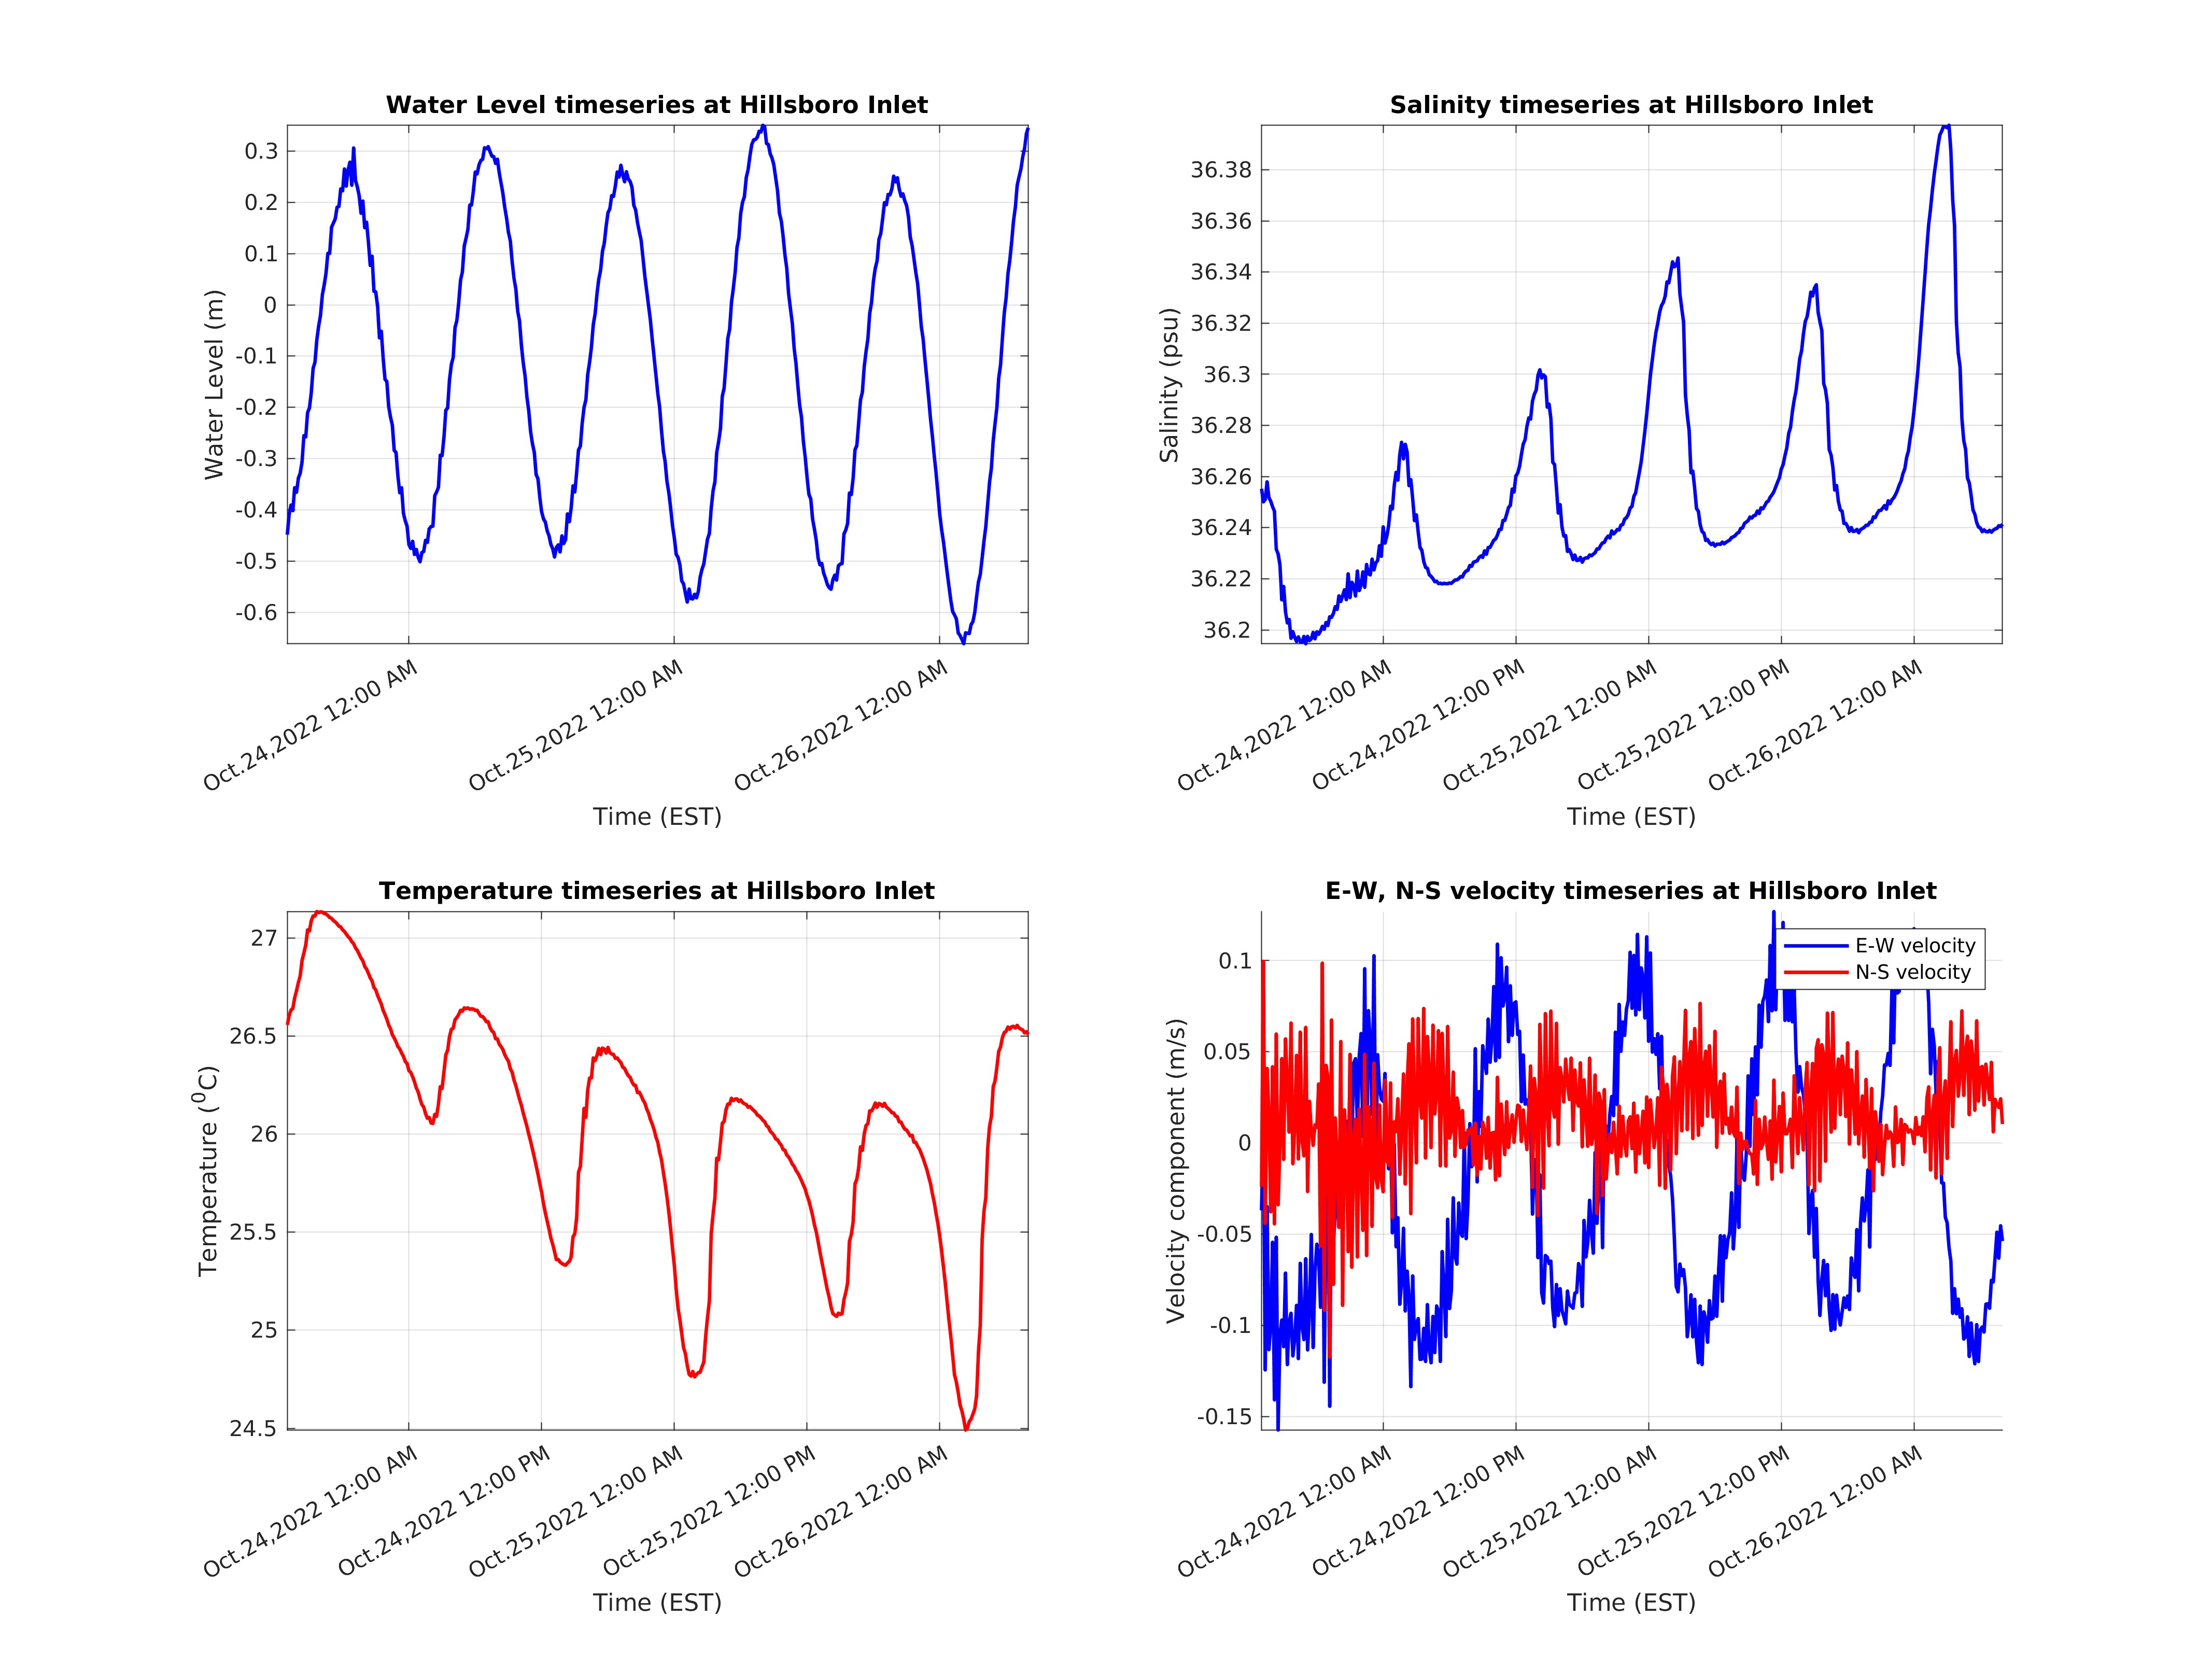 Water Level timeseries at Hillsboro Inlet
Water Level (m)
0.3
0.2
0.1
0
-0.1
-0.2
-0.3
-0.4
-0.5
-0.6
Oct.24,2022 12:00 AM
Oct.25,2022 12:00 AM
Oct.26,2022 12:00 AM
Time (EST)
Salinity timeseries at Hillsboro Inlet
Salinity (psu)
36.38
36.36
36.34
36.32
36.3
36.28
36.26
36.24
36.22
36.2
Oct.24,2022 12:00 AM
Oct.24,2022 12:00 PM
Oct.25,2022 12:00 AM
Oct.25,2022 12:00 PM
Oct.26,2022 12:00 AM
Time (EST)
Temperature timeseries at Hillsboro Inlet
Temperature (⁰C)
27
26.5
26
25.5
25
24.5
Oct.24,2022 12:00 AM
Oct.24,2022 12:00 PM
Oct.25,2022 12:00 AM
Oct.25,2022 12:00 PM
Oct.26,2022 12:00 AM
Time (EST)
E-W, N-S velocity timeseries at Hillsboro Inlet
Velocity component (m/s)
0.1
0.05
0
-0.05
-0.1
-0.15
E-W velocity
N-S velocity
Oct.24,2022 12:00 AM
Oct.24,2022 12:00 PM
Oct.25,2022 12:00 AM
Oct.25,2022 12:00 PM
Oct.26,2022 12:00 AM
Time (EST)